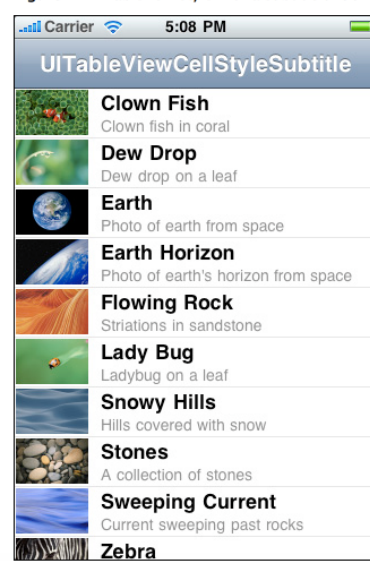 Carrier 5:08 PM
UITableViewCellStyleSubtitle
Clown Fish
Clown fish in coral
Dew Drop
Dew drop on a leaf
Earth
Photo of earth from space
Earth Horizon
Photo of earth's horizon from space
Flowing Rock
Striations in sandstone
Lady Bug
Ladybug on a leaf
Snowy Hills
Hills covered with snow
Stones
A collection of stones
Sweeping Current
Current sweeping past rocks
Zebra